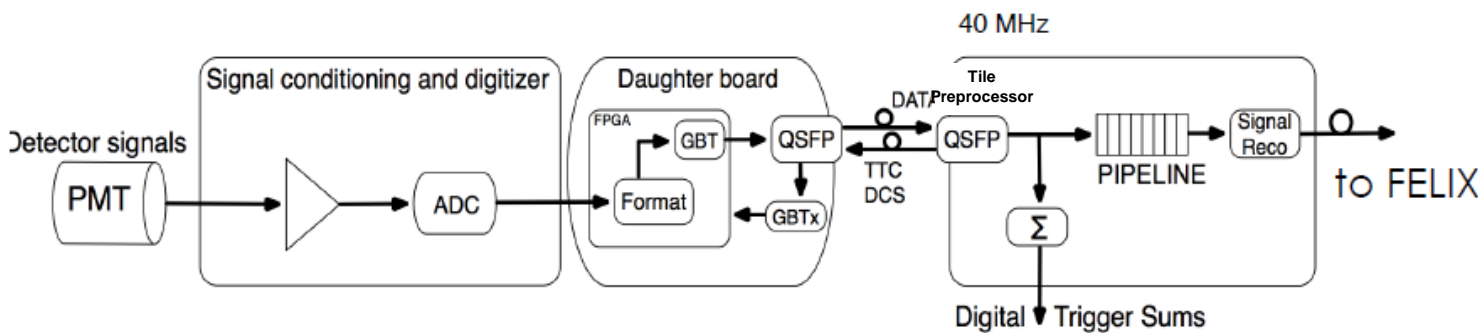 40 MHz
Signal conditioning and digitizer
Daughter board
Tile
Preprocessor
Detector signals
FPGA
DATA
GBT
QSFP
QSFP
Signal
Reco
PMT
TTC
DCS
PIPELINE
ADC
Format
GBTx
to FELIX
Σ
Digital Trigger Sums